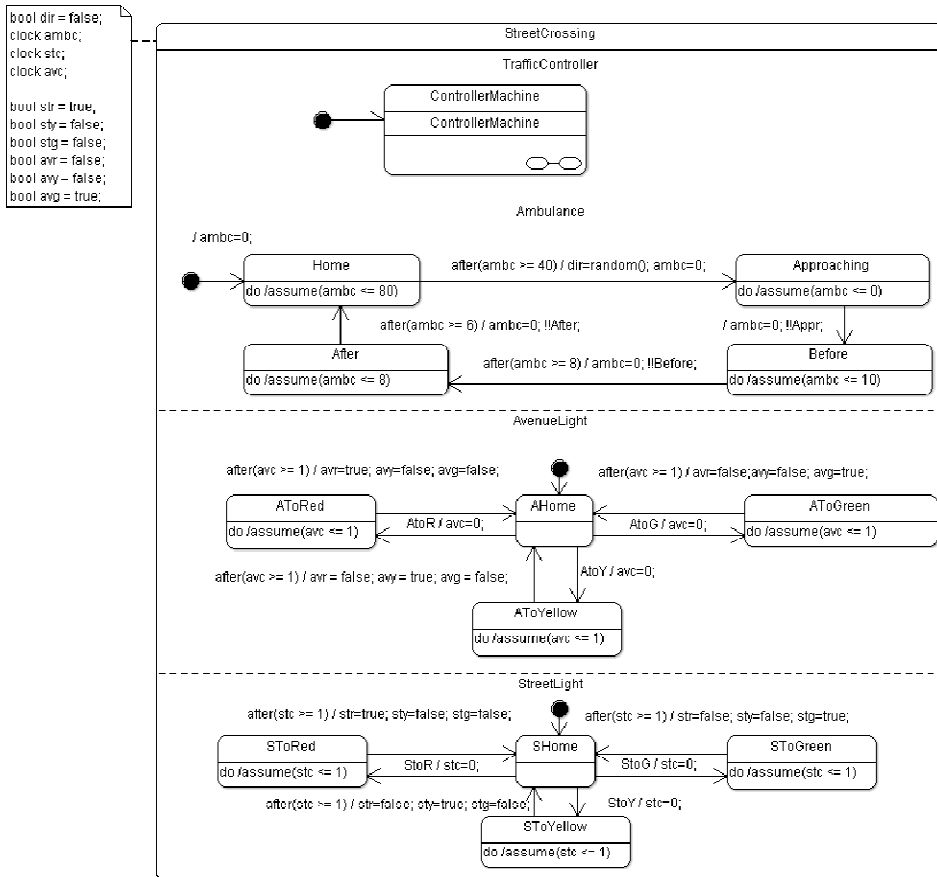 bool dir = false;
clock ambc;
clock stc;
clock avc;
bool str = true,
bool sty = false;
bool stg = false;
bool avr = false;
bool avy = false;
bool avg = true;
StreetCrossing
TrafficController
ControllerMachine
ControllerMachine
Ambulance
/ ambc=0;
Home
do /assume(ambc <= 80)
after(ambc >= 40) / dir=random(); ambc=0;
Approaching
do /assume(ambc <= 0)
after(ambc >= 6) / ambc=0; !!After;
/ ambc=0; !!Appr;
After
do /assume(ambc <= 8)
after(ambc >= 8) / ambc=0; !!Before;
Before
do /assume(ambc <= 10)
AvenueLight
after(avc >= 1) / avr=true; avy=false; avg=false;
after(avc >= 1) / avr=false;avy=false; avg=true;
AToRed
do /assume(avc <= 1)
AtoR / avc=0;
AHome
AtoG / avc=0;
AToGreen
do /assume(avc <= 1)
after(avc >= 1) / avr = false; avy = true; avg = false;
AtoY / avc=0;
AToYellow
do /assume(avc <= 1)
StreetLight
after(stc >= 1) / str=true; sty=false; stg=false;
after(stc >= 1) / str=false; sty=false; stg=true;
SToRed
do /assume(stc <= 1)
StoR / stc=0;
SHome
StoG / stc=0;
SToGreen
do /assume(stc <= 1)
after(stc >= 1) / str=false; sty=true; stg=false;
StoY / stc=0;
SToYellow
do /assume(stc <= 1)